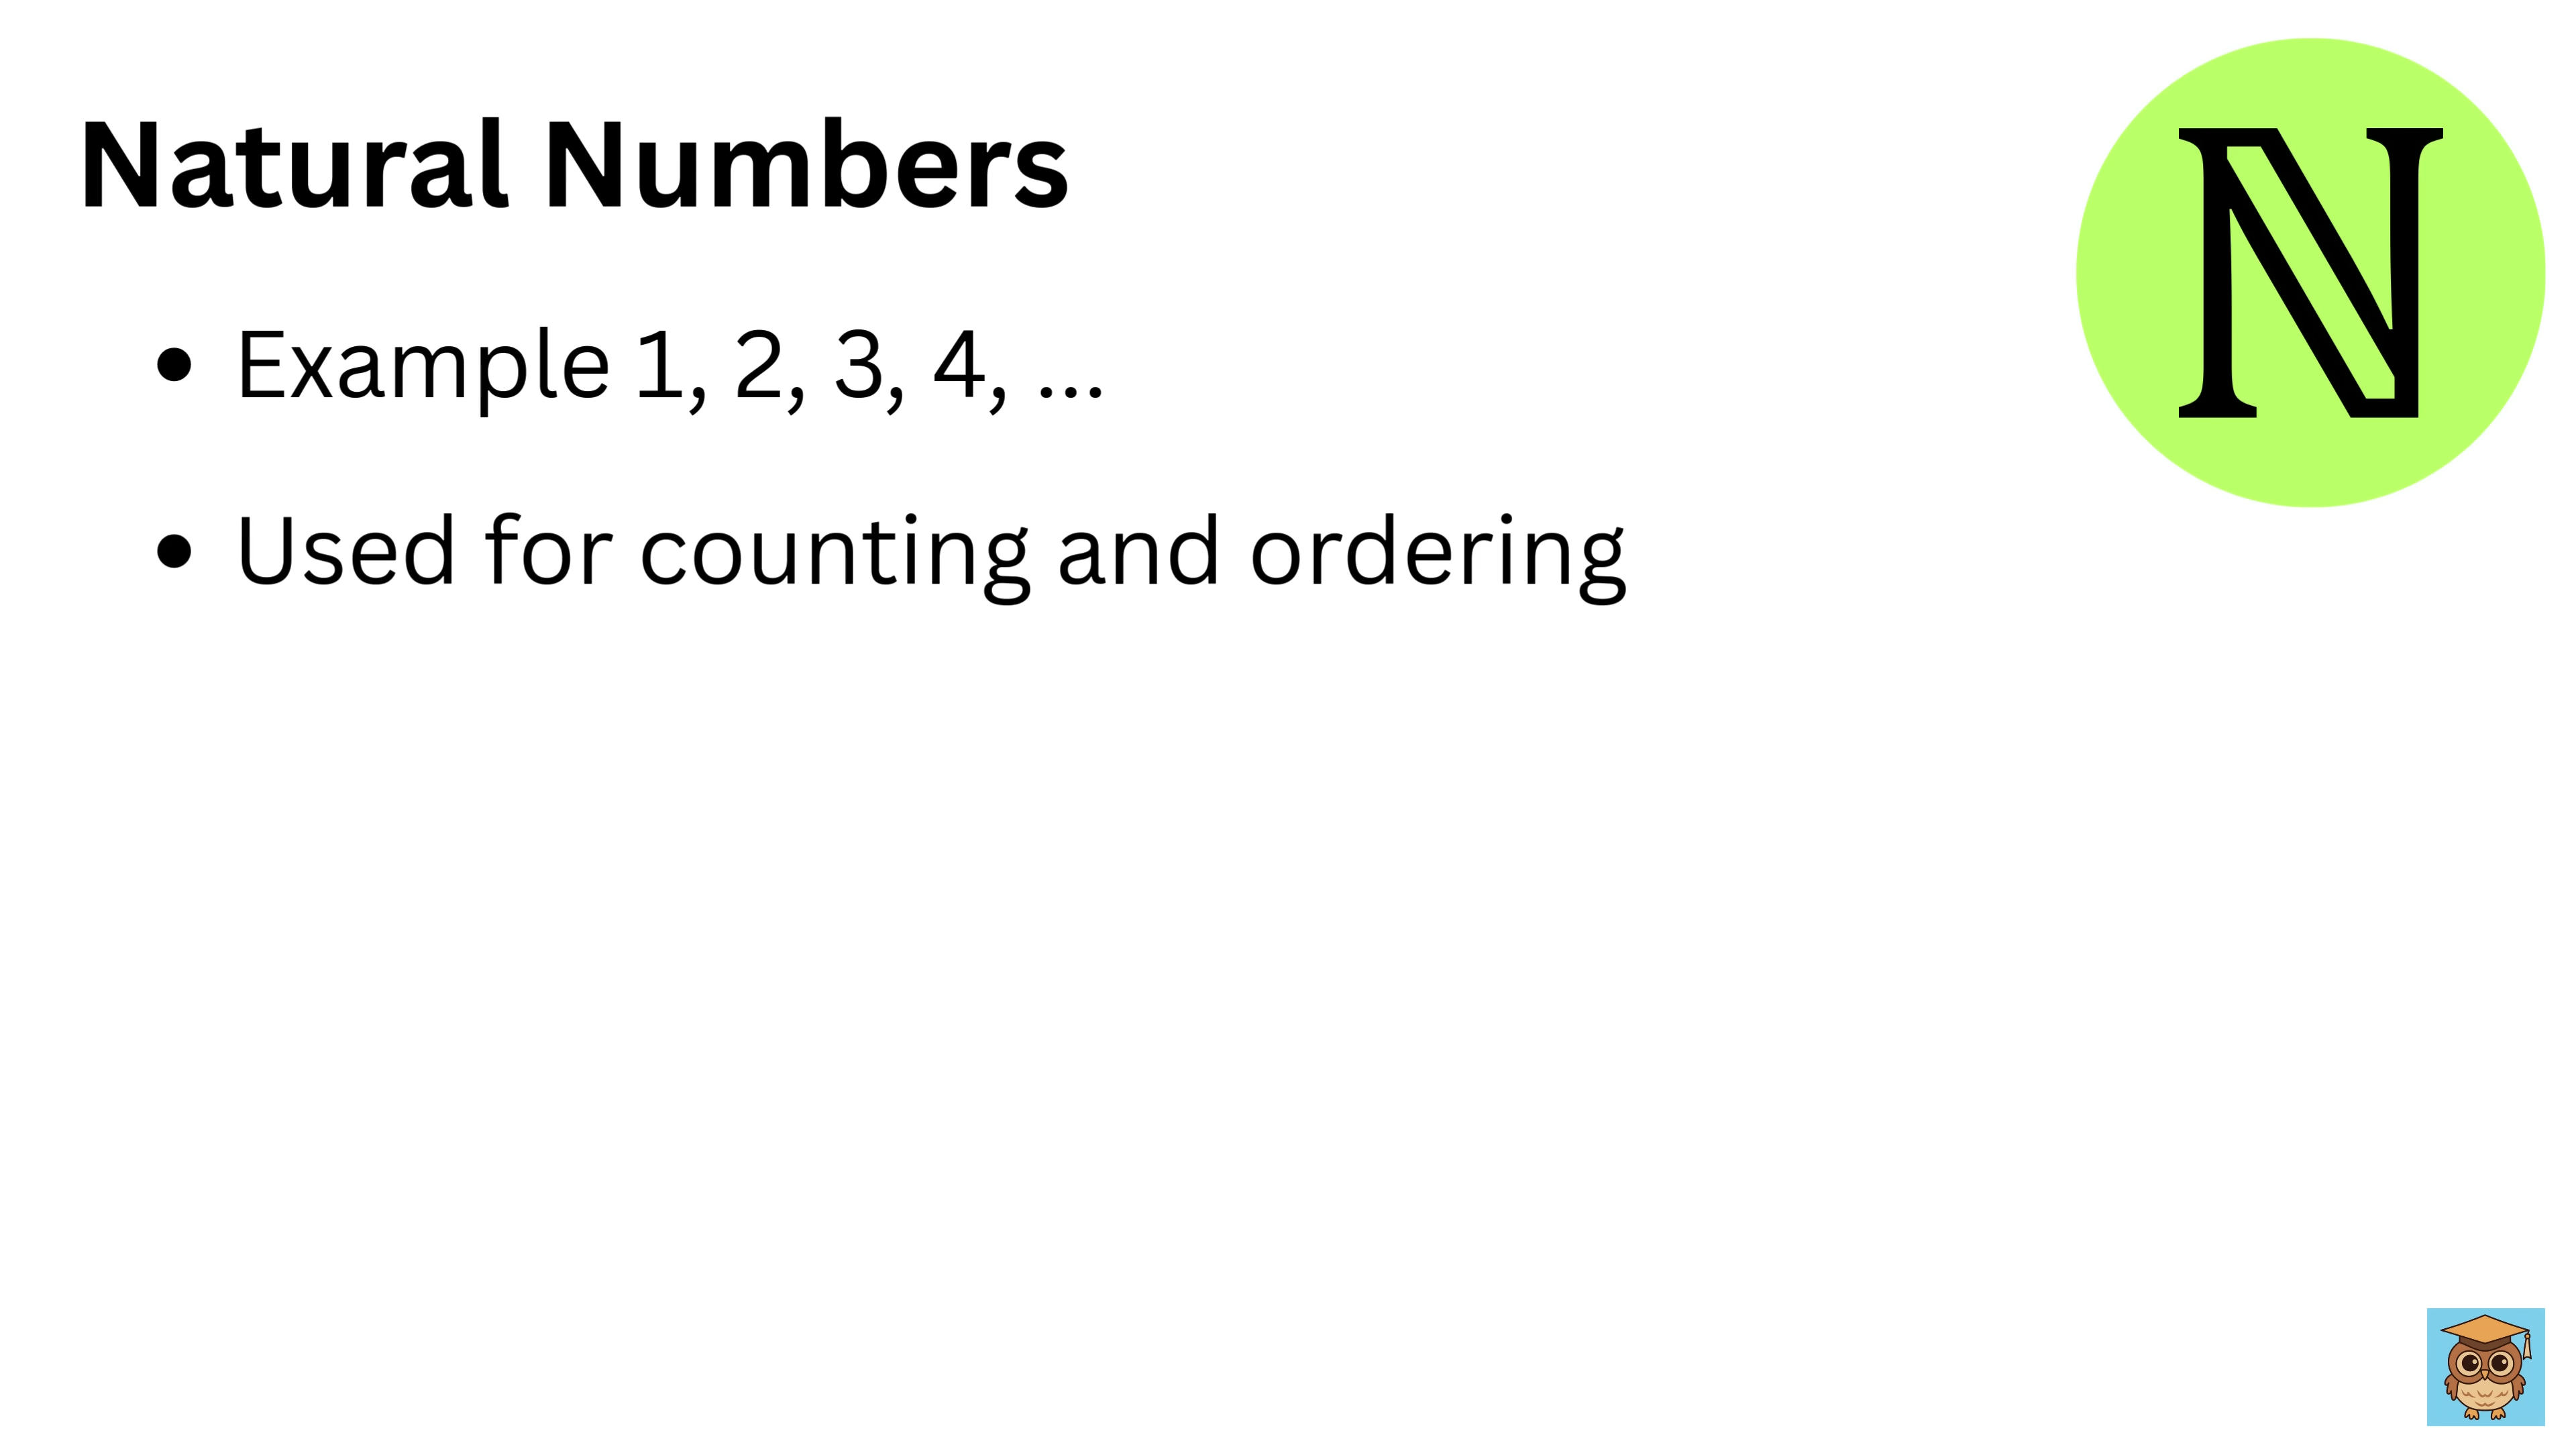 Natural Numbers
ℕ
• Example 1, 2, 3, 4, ...
• Used for counting and ordering